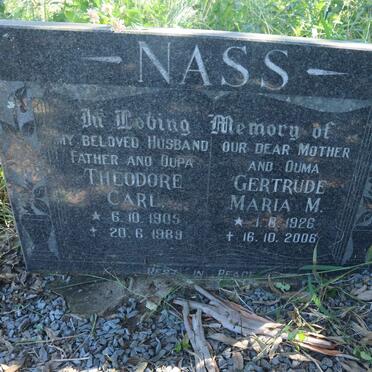 NASS
In Loving Memory of
MY BELOVED HUSBAND
FATHER AND OUPA
THEODORE
CARL
* 6.10.1905
+ 20.6.1989
OUR DEAR MOTHER
AND OUMA
GERTRUDE
MARIA M.
* 1.8.1926
+ 16.10.2006
REST IN PEACE